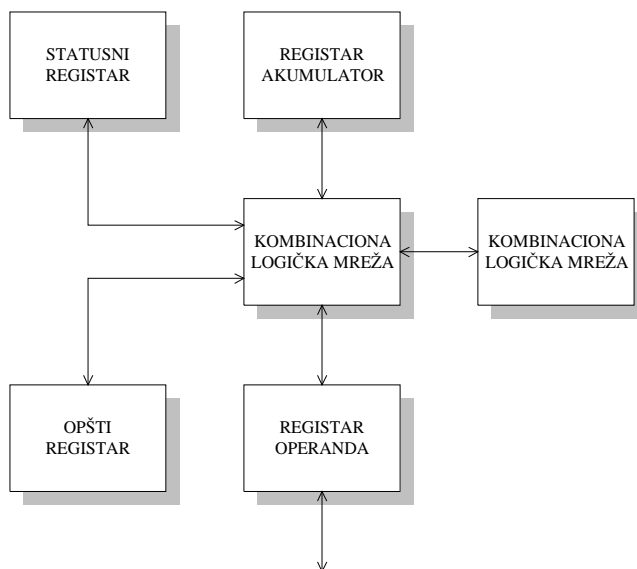 STATUSNI
REGISTAR
REGISTAR
AKUMULATOR
KOMBINACIONA
LOGIČKA MREŽA
KOMBINACIONA
LOGIČKA MREŽA
OPŠTI
REGISTAR
REGISTAR
OPERANDA